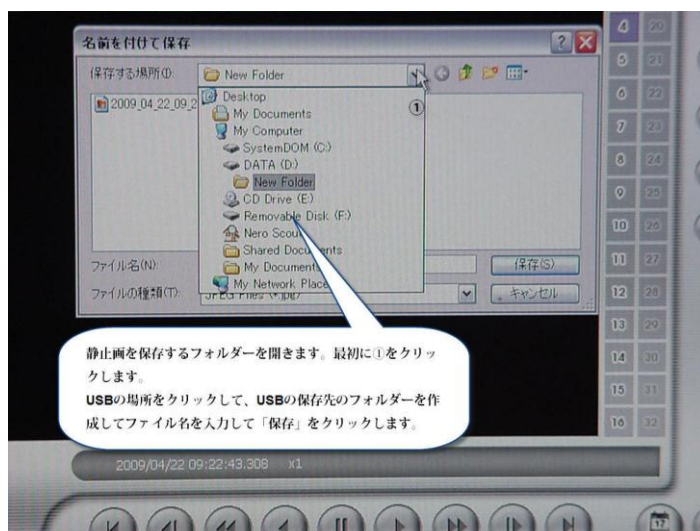 名前を付けて保存
保存する場所(I):
New Folder
①
2009_04_22_09_2
Desktop
My Documents
My Computer
SystemDOM (C:)
DATA (D:)
New Folder
CD Drive (E:)
Removable Disk (F:)
Nero Scout
Shared Documents
My Documents
My Network Place
ファイル名(N):
保存(S)
ファイルの種類(T):
JPEG Files (*.jpg)
キャンセル
静止画を保存するフォルダーを開きます。最初に①をクリッ
クします。
USBの場所をクリックして、USBの保存先のフォルダーを作
成してファイル名を入力して「保存」をクリックします。
2009/04/22 09:22:43.308 x1
4 20
5 21
6 22
7 23
8 24
9 25
10 26
11 27
12 28
13 29
14 30
15 31
16 32
17